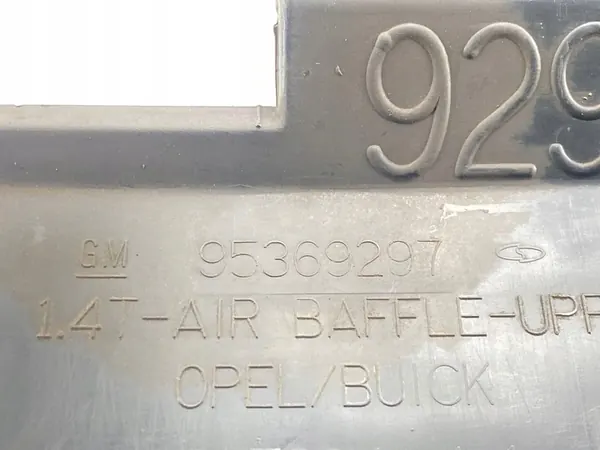 929
GM 95369297
1.4T-AIR BAFFLE-UPP
OPEL/BUICK